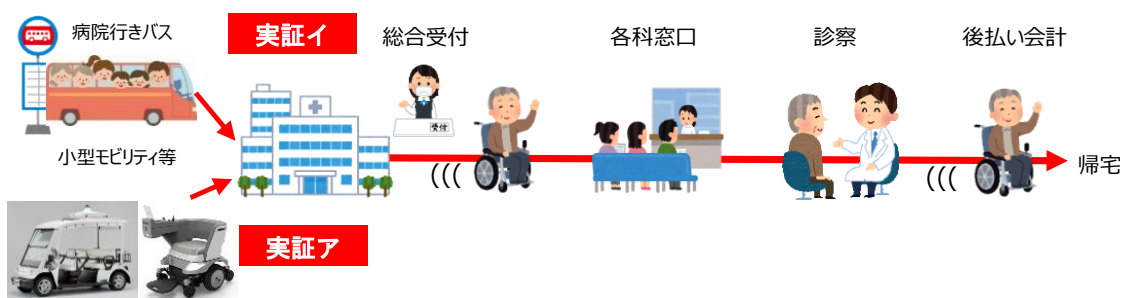 病院行きバス
実証イ
総合受付
各科窓口
診察
後払い会計
受付
小型モビリティ等
(((
(((
帰宅
実証ア